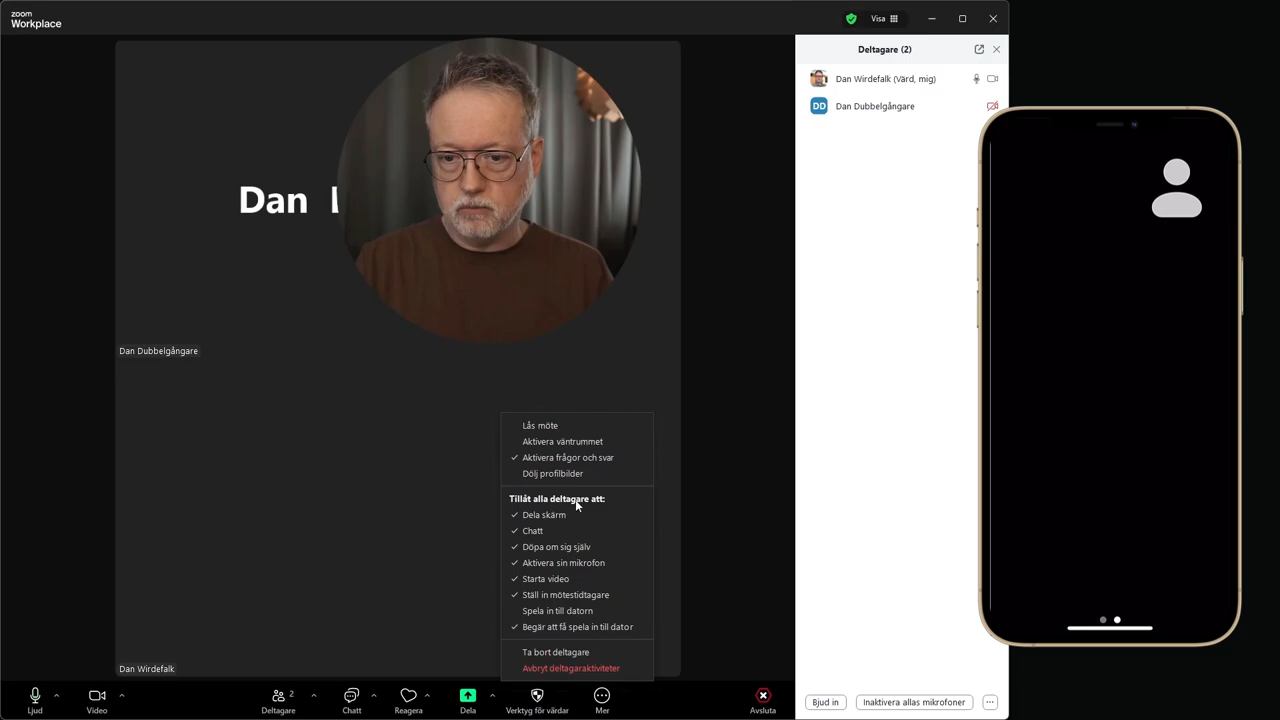 zoom
Workplace
Visa
Deltagare (2)
Dan Wirdefalk (Värd, mig)
DD
Dan Dubbelgångare
Dan
Dan Dubbelgångare
Lås möte
Aktivera väntrummet
Aktivera frågor och svar
Dölj profilbilder
Tillåt alla deltagare att:
Dela skärm
Chatt
Döpa om sig själv
Aktivera sin mikrofon
Starta video
Ställ in mötestidtagare
Spela in till datorn
Begär att få spela in till dator
Ta bort deltagare
Avbryt deltagaraktiviteter
Dan Wirdefalk
Ljud
Video
2
Deltagare
Chatt
Reagera
Dela
Verktyg för värdar
Mer
Avsluta
Bjud in
Inaktivera allas mikrofoner